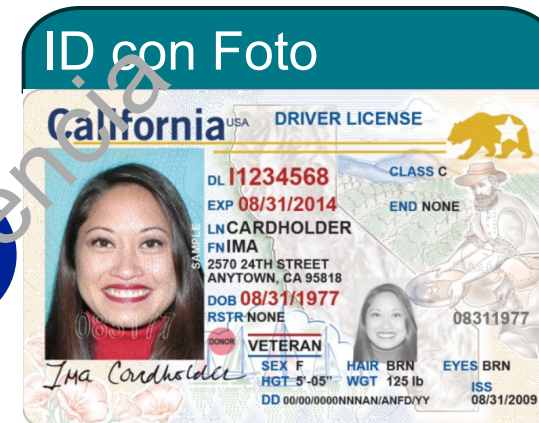 ID con Foto
California USA DRIVER LICENSE
DL I1234568 CLASS C
EXP 08/31/2014 END NONE
LN CARDHOLDER
FN IMA
2570 24TH STREET
ANYTOWN, CA 95818
DOB 08/31/1977
RSTR NONE 08311977
083177
SAMPLE
DONOR VETERAN
SEX F HAIR BRN EYES BRN
HGT 5'-05" WGT 125 lb ISS
DD 00/00/0000NNNAN/ANFD/YY 08/31/2009
Ima Cardholder
encia